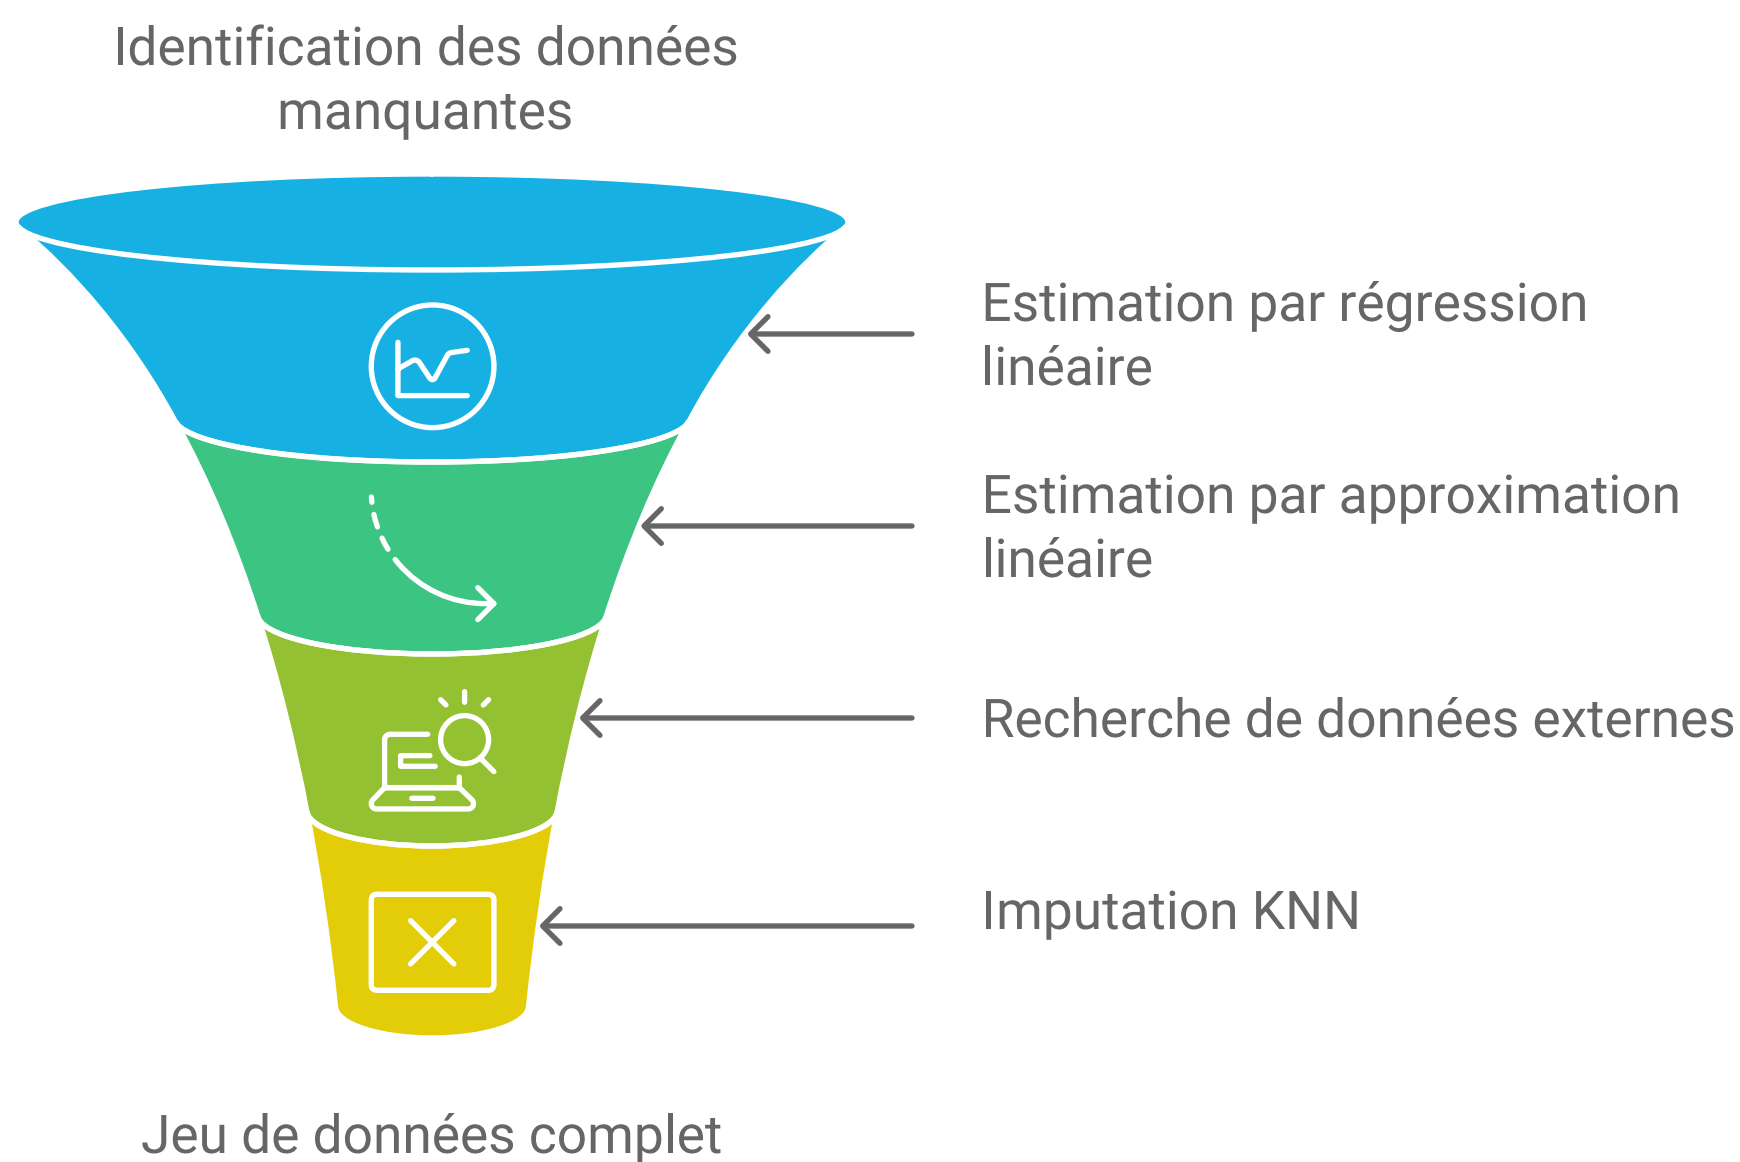 Identification des données
manquantes
Estimation par régression
linéaire
Estimation par approximation
linéaire
Recherche de données externes
Imputation KNN
Jeu de données complet